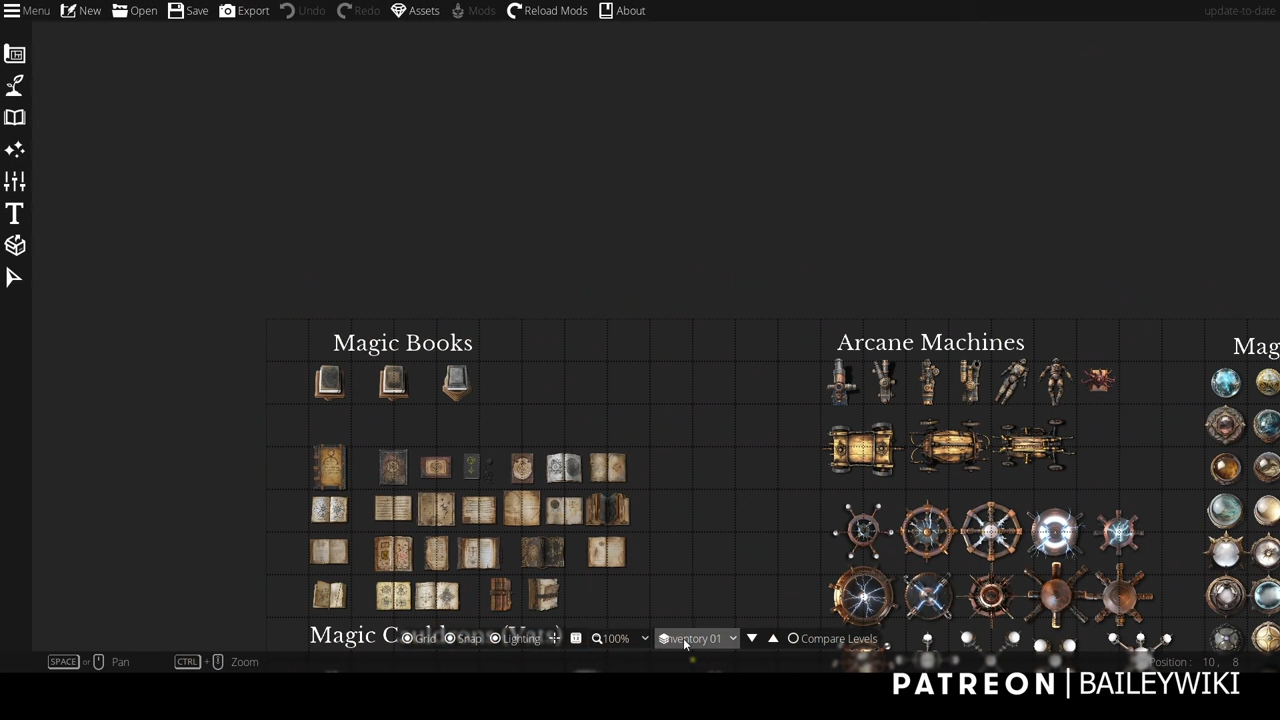 Menu New Open Save Export Undo Redo Assets Mods Reload Mods About update-to-date
Magic Books
Arcane Machines
Mag
Magic C
Grid Snap Lighting 100% Inventory 01 Compare Levels
SPACE or Pan CTRL + Zoom Position : 10 , 8
PATREON | BAILEYWIKI